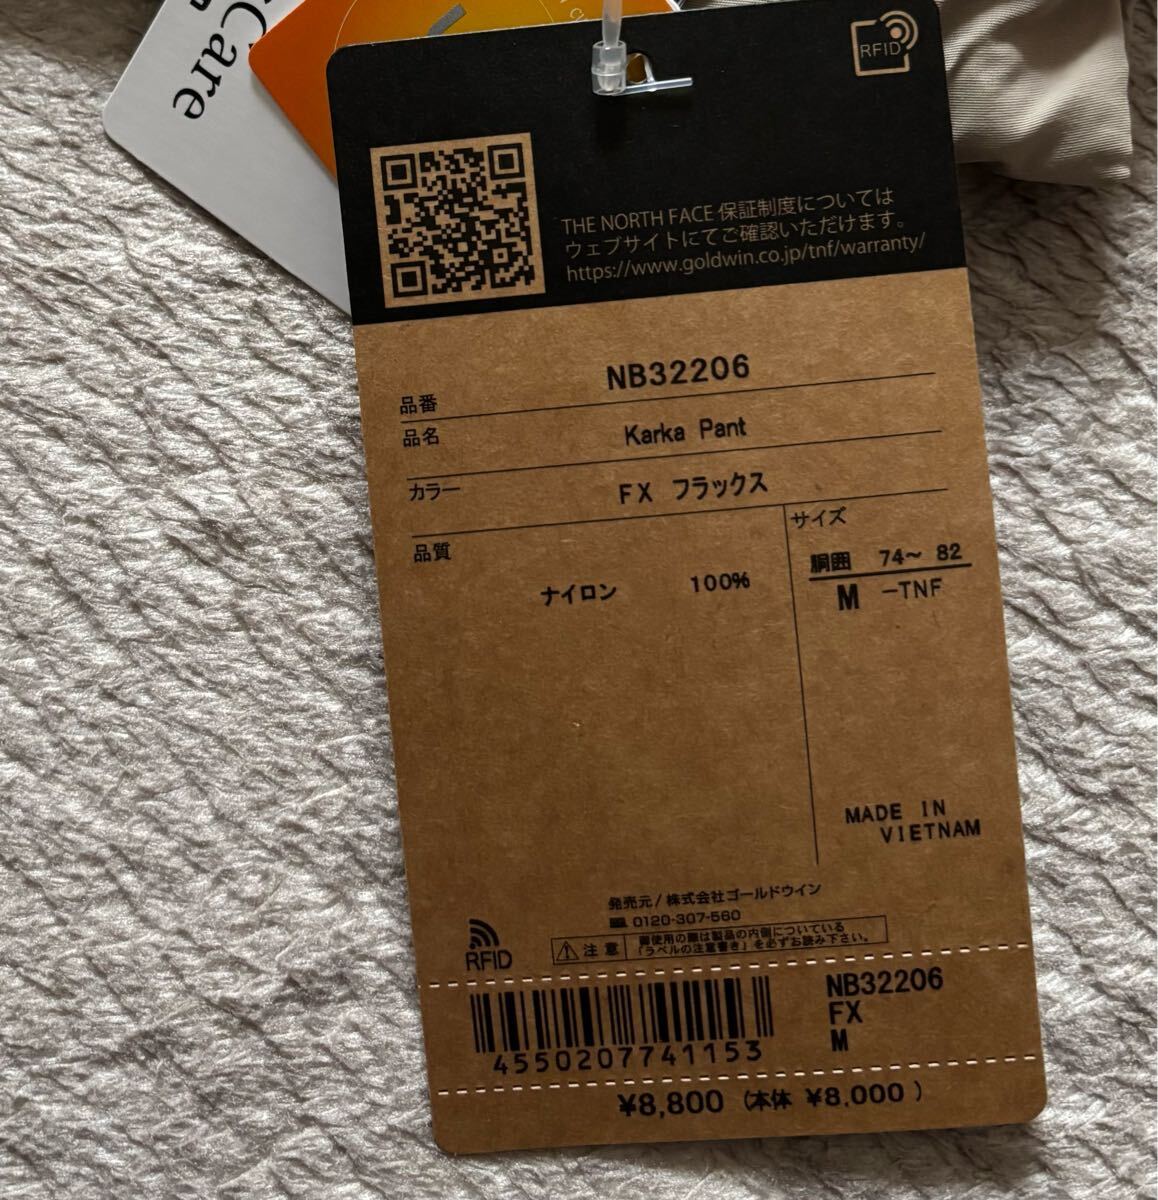 Care
RFID
THE NORTH FACE 保証制度については
ウェブサイトにてご確認いただけます。
https://www.goldwin.co.jp/tnf/warranty/
品番 NB32206
品名 Karka Pant
カラー FX フラックス
品質
ナイロン 100%
サイズ
胴囲 74〜 82
M -TNF
MADE IN
VIETNAM
発売元/株式会社ゴールドウイン
0120-307-560
RFID
注意
御使用の際は製品の内側についている
「ラベルの注意書き」を必ずお読み下さい。
4550207741153
NB32206
FX
M
¥8,800 (本体 ¥8,000 )